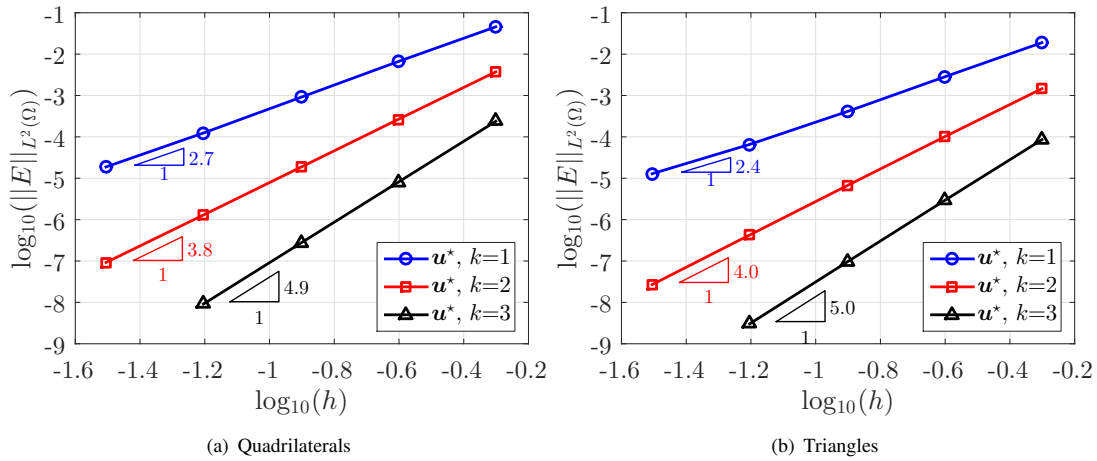 log₁₀(||E||_{L²(Ω)})
-1
-2
-3
-4
-5
-6
-7
-8
-9
2.7
1
3.8
1
4.9
1
u*, k=1
u*, k=2
u*, k=3
-1.6 -1.4 -1.2 -1 -0.8 -0.6 -0.4 -0.2
log₁₀(h)
(a) Quadrilaterals
log₁₀(||E||_{L²(Ω)})
-1
-2
-3
-4
-5
-6
-7
-8
-9
2.4
1
4.0
1
5.0
1
u*, k=1
u*, k=2
u*, k=3
-1.6 -1.4 -1.2 -1 -0.8 -0.6 -0.4 -0.2
log₁₀(h)
(b) Triangles